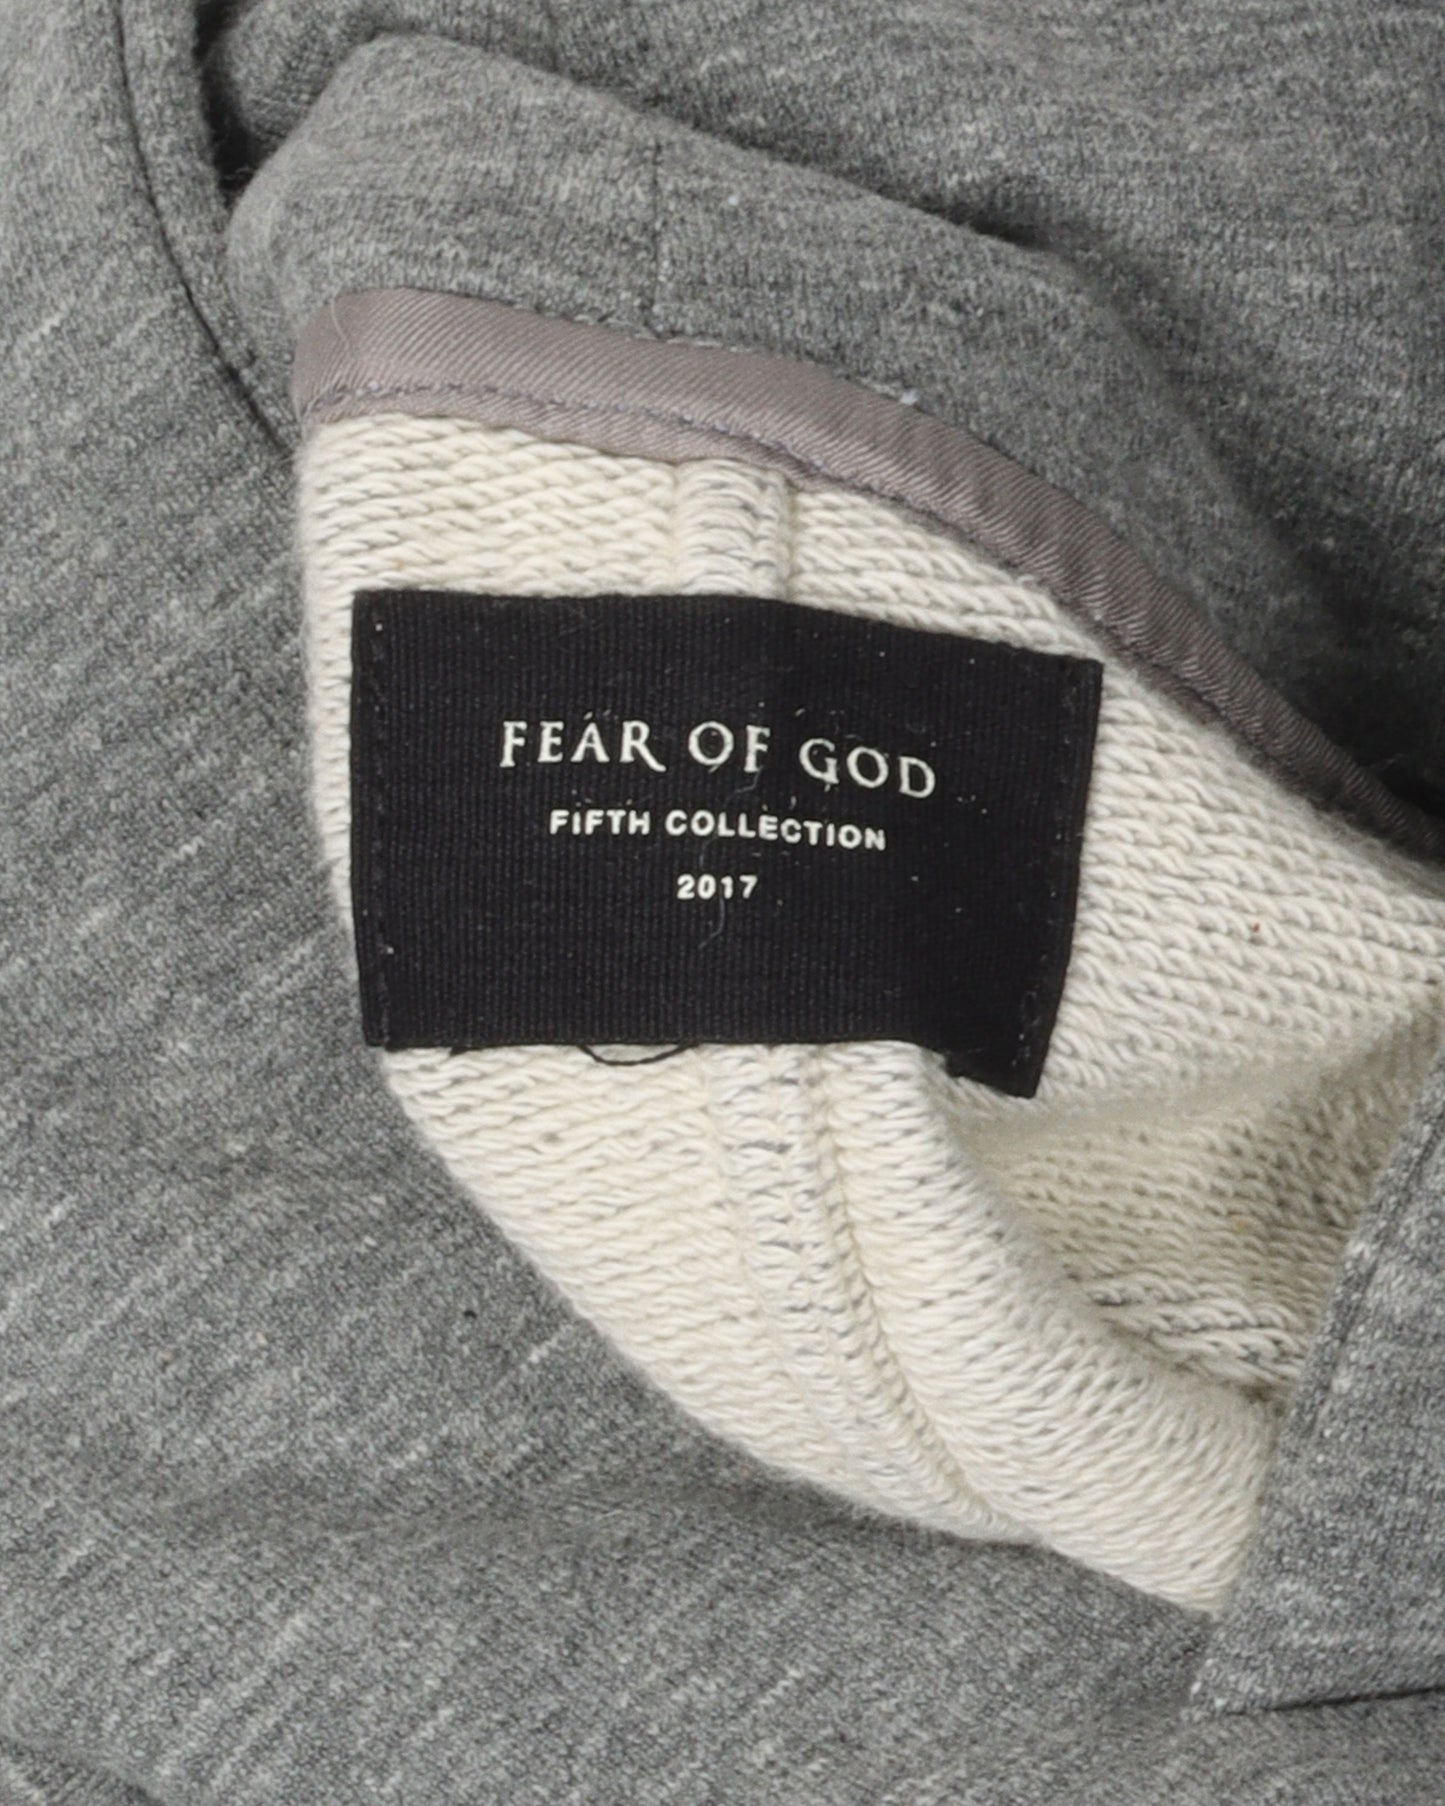 FEAR OF GOD
FIFTH COLLECTION
2017